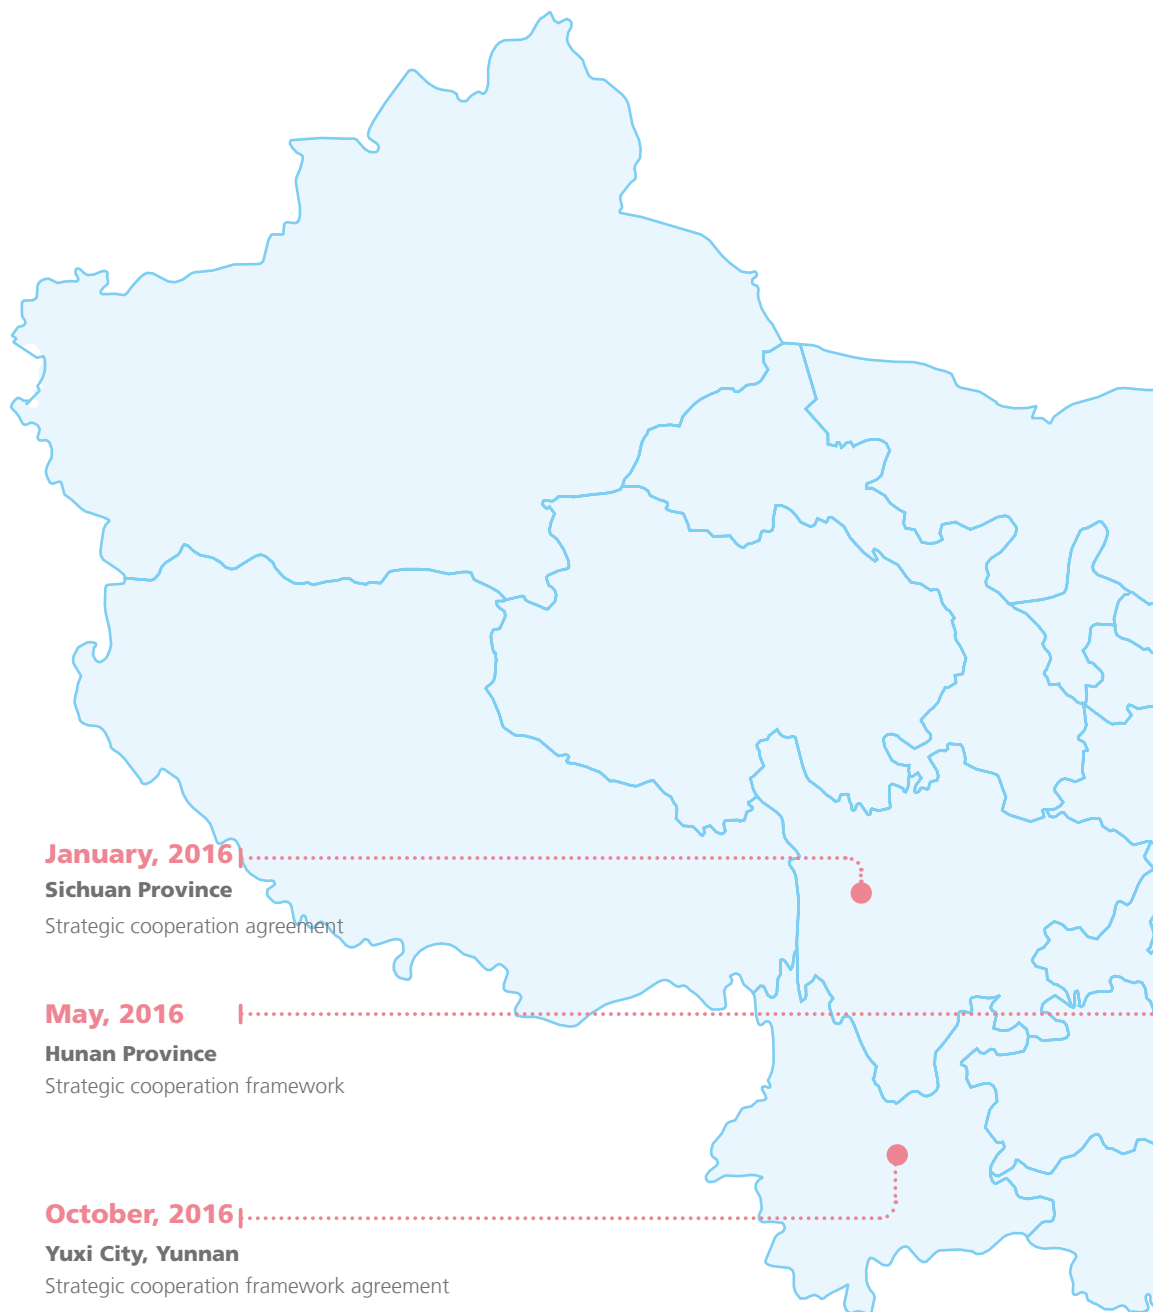 January, 2016
Sichuan Province
Strategic cooperation agreement
May, 2016
Hunan Province
Strategic cooperation framework
October, 2016
Yuxi City, Yunnan
Strategic cooperation framework agreement